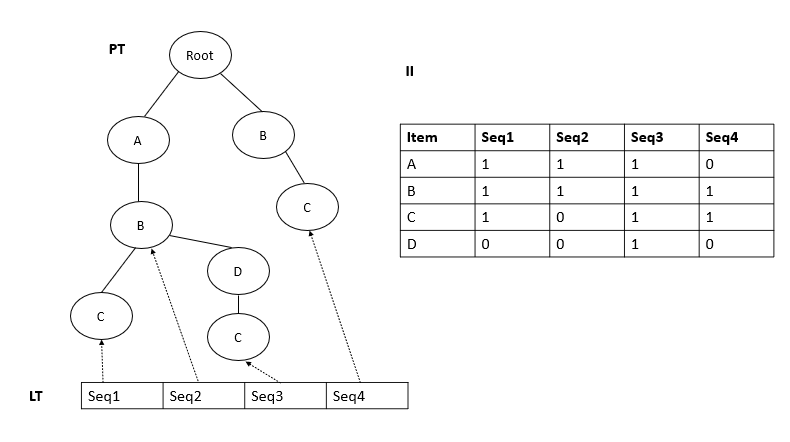 PT
Root
II
A
B
C
B
D
C
C
LT
Seq1 Seq2 Seq3 Seq4
Item Seq1 Seq2 Seq3 Seq4
A 1 1 1 0
B 1 1 1 1
C 1 0 1 1
D 0 0 1 0